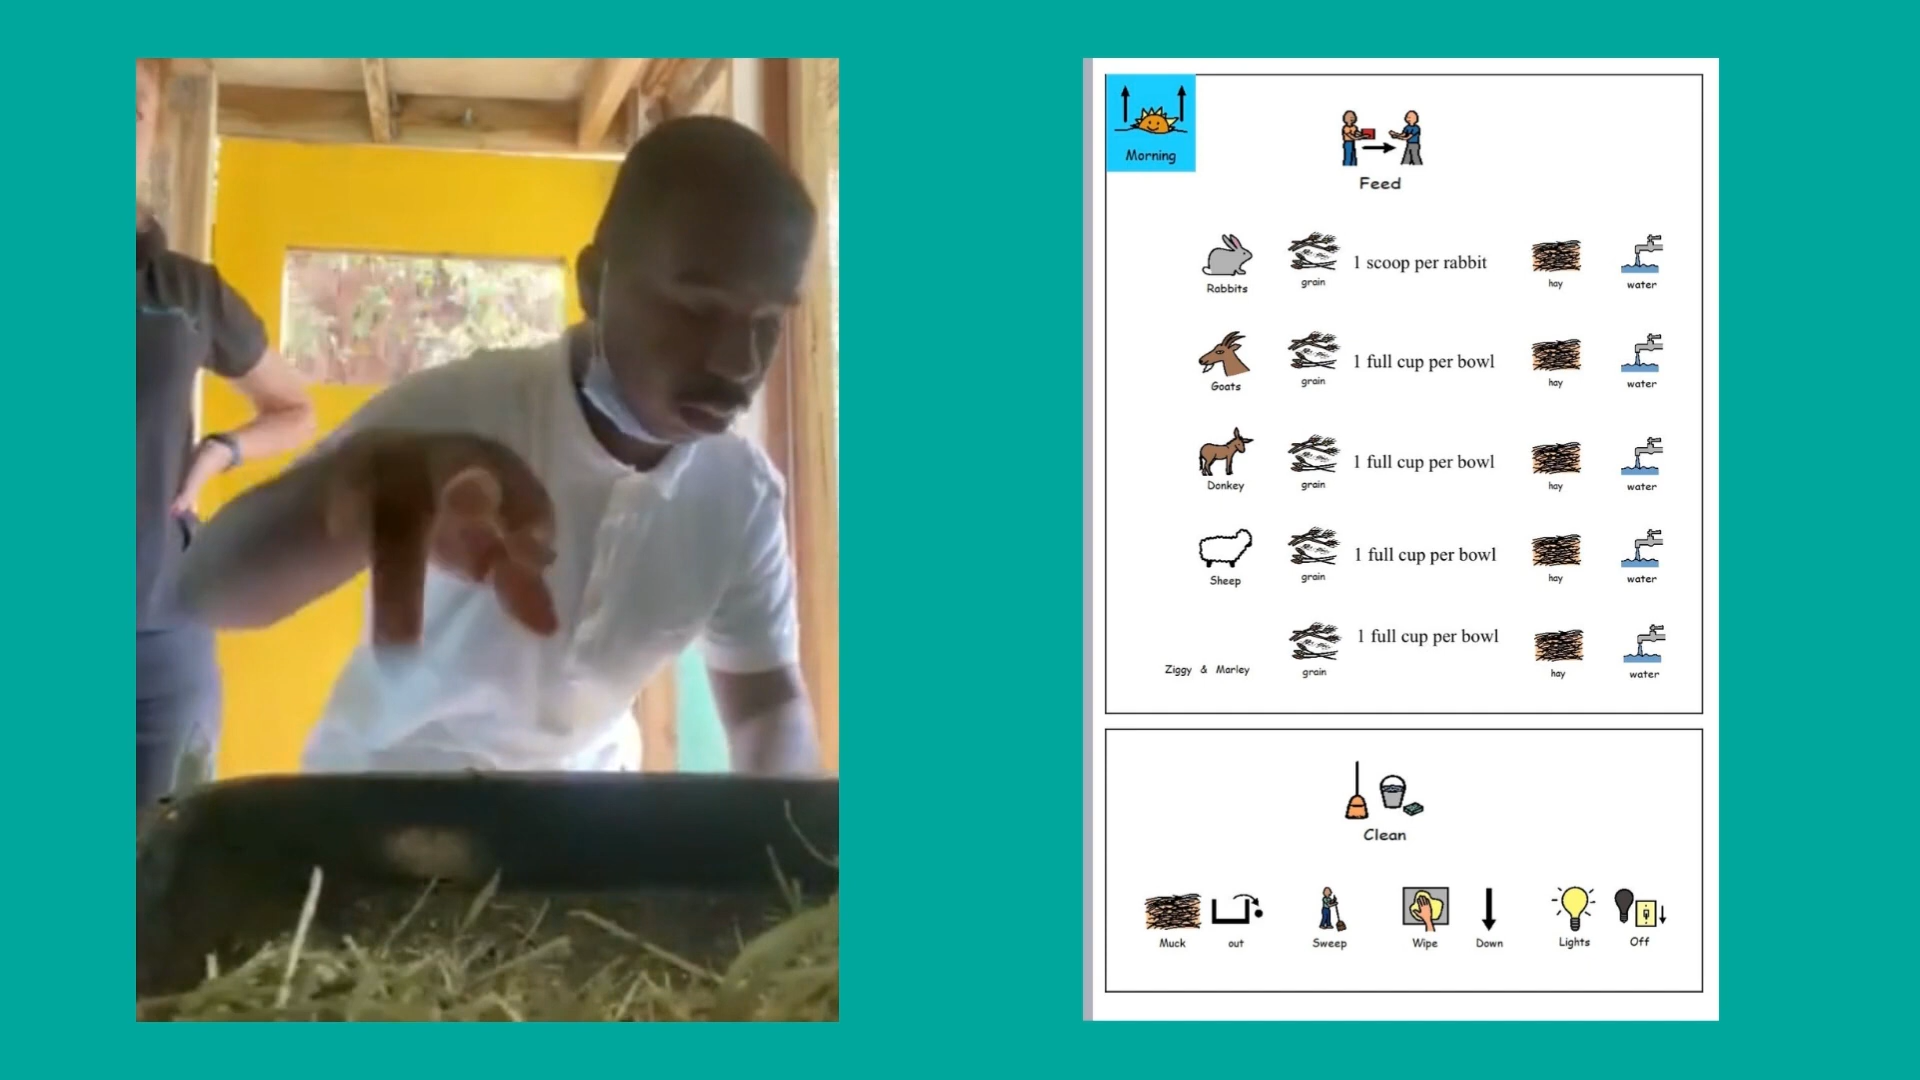 Morning
Feed
Rabbits grain 1 scoop per rabbit hay water
Goats grain 1 full cup per bowl hay water
Donkey grain 1 full cup per bowl hay water
Sheep grain 1 full cup per bowl hay water
Ziggy & Marley grain 1 full cup per bowl hay water
Clean
Muck out Sweep Wipe Down Lights Off